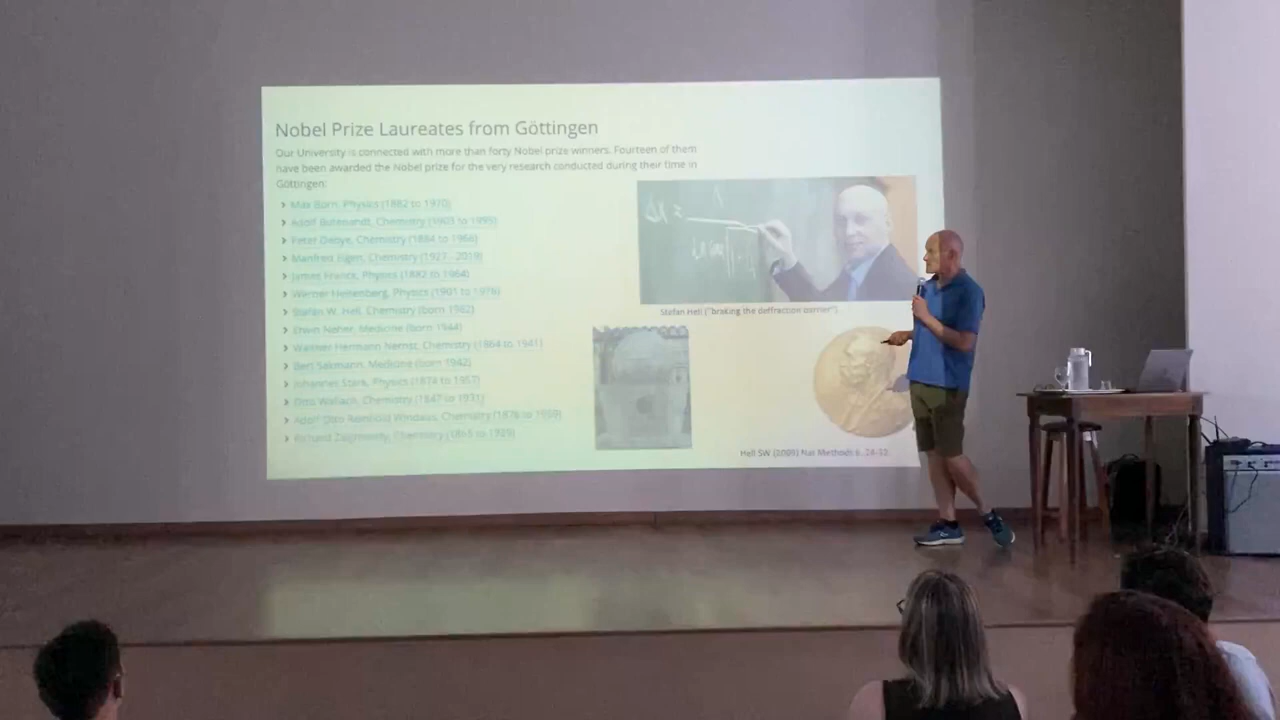 Nobel Prize Laureates from Göttingen
Our University is connected with more than forty Nobel prize winners. Fourteen of them
have been awarded the Nobel prize for the very research conducted during their time in
Göttingen:
Max Born, Physics (1882 to 1970)
Adolf Butenandt, Chemistry (1903 to 1995)
Peter Debye, Chemistry (1884 to 1966)
Manfred Eigen, Chemistry (1927 - 2019)
James Franck, Physics (1882 to 1964)
Werner Heisenberg, Physics (1901 to 1976)
Stefan W. Hell, Chemistry (born 1962)
Erwin Neher, Medicine (born 1944)
Walther Hermann Nernst, Chemistry (1864 to 1941)
Bert Sakmann, Medicine (born 1942)
Johannes Stark, Physics (1874 to 1957)
Otto Wallach, Chemistry (1847 to 1931)
Adolf Otto Reinhold Windaus, Chemistry (1876 to 1959)
Richard Zsigmondy, Chemistry (1865 to 1929)
Δx =
Stefan Hell ("braking the deffraction barrier")
Hell SW (2009) Nat Methods 6, 24-32